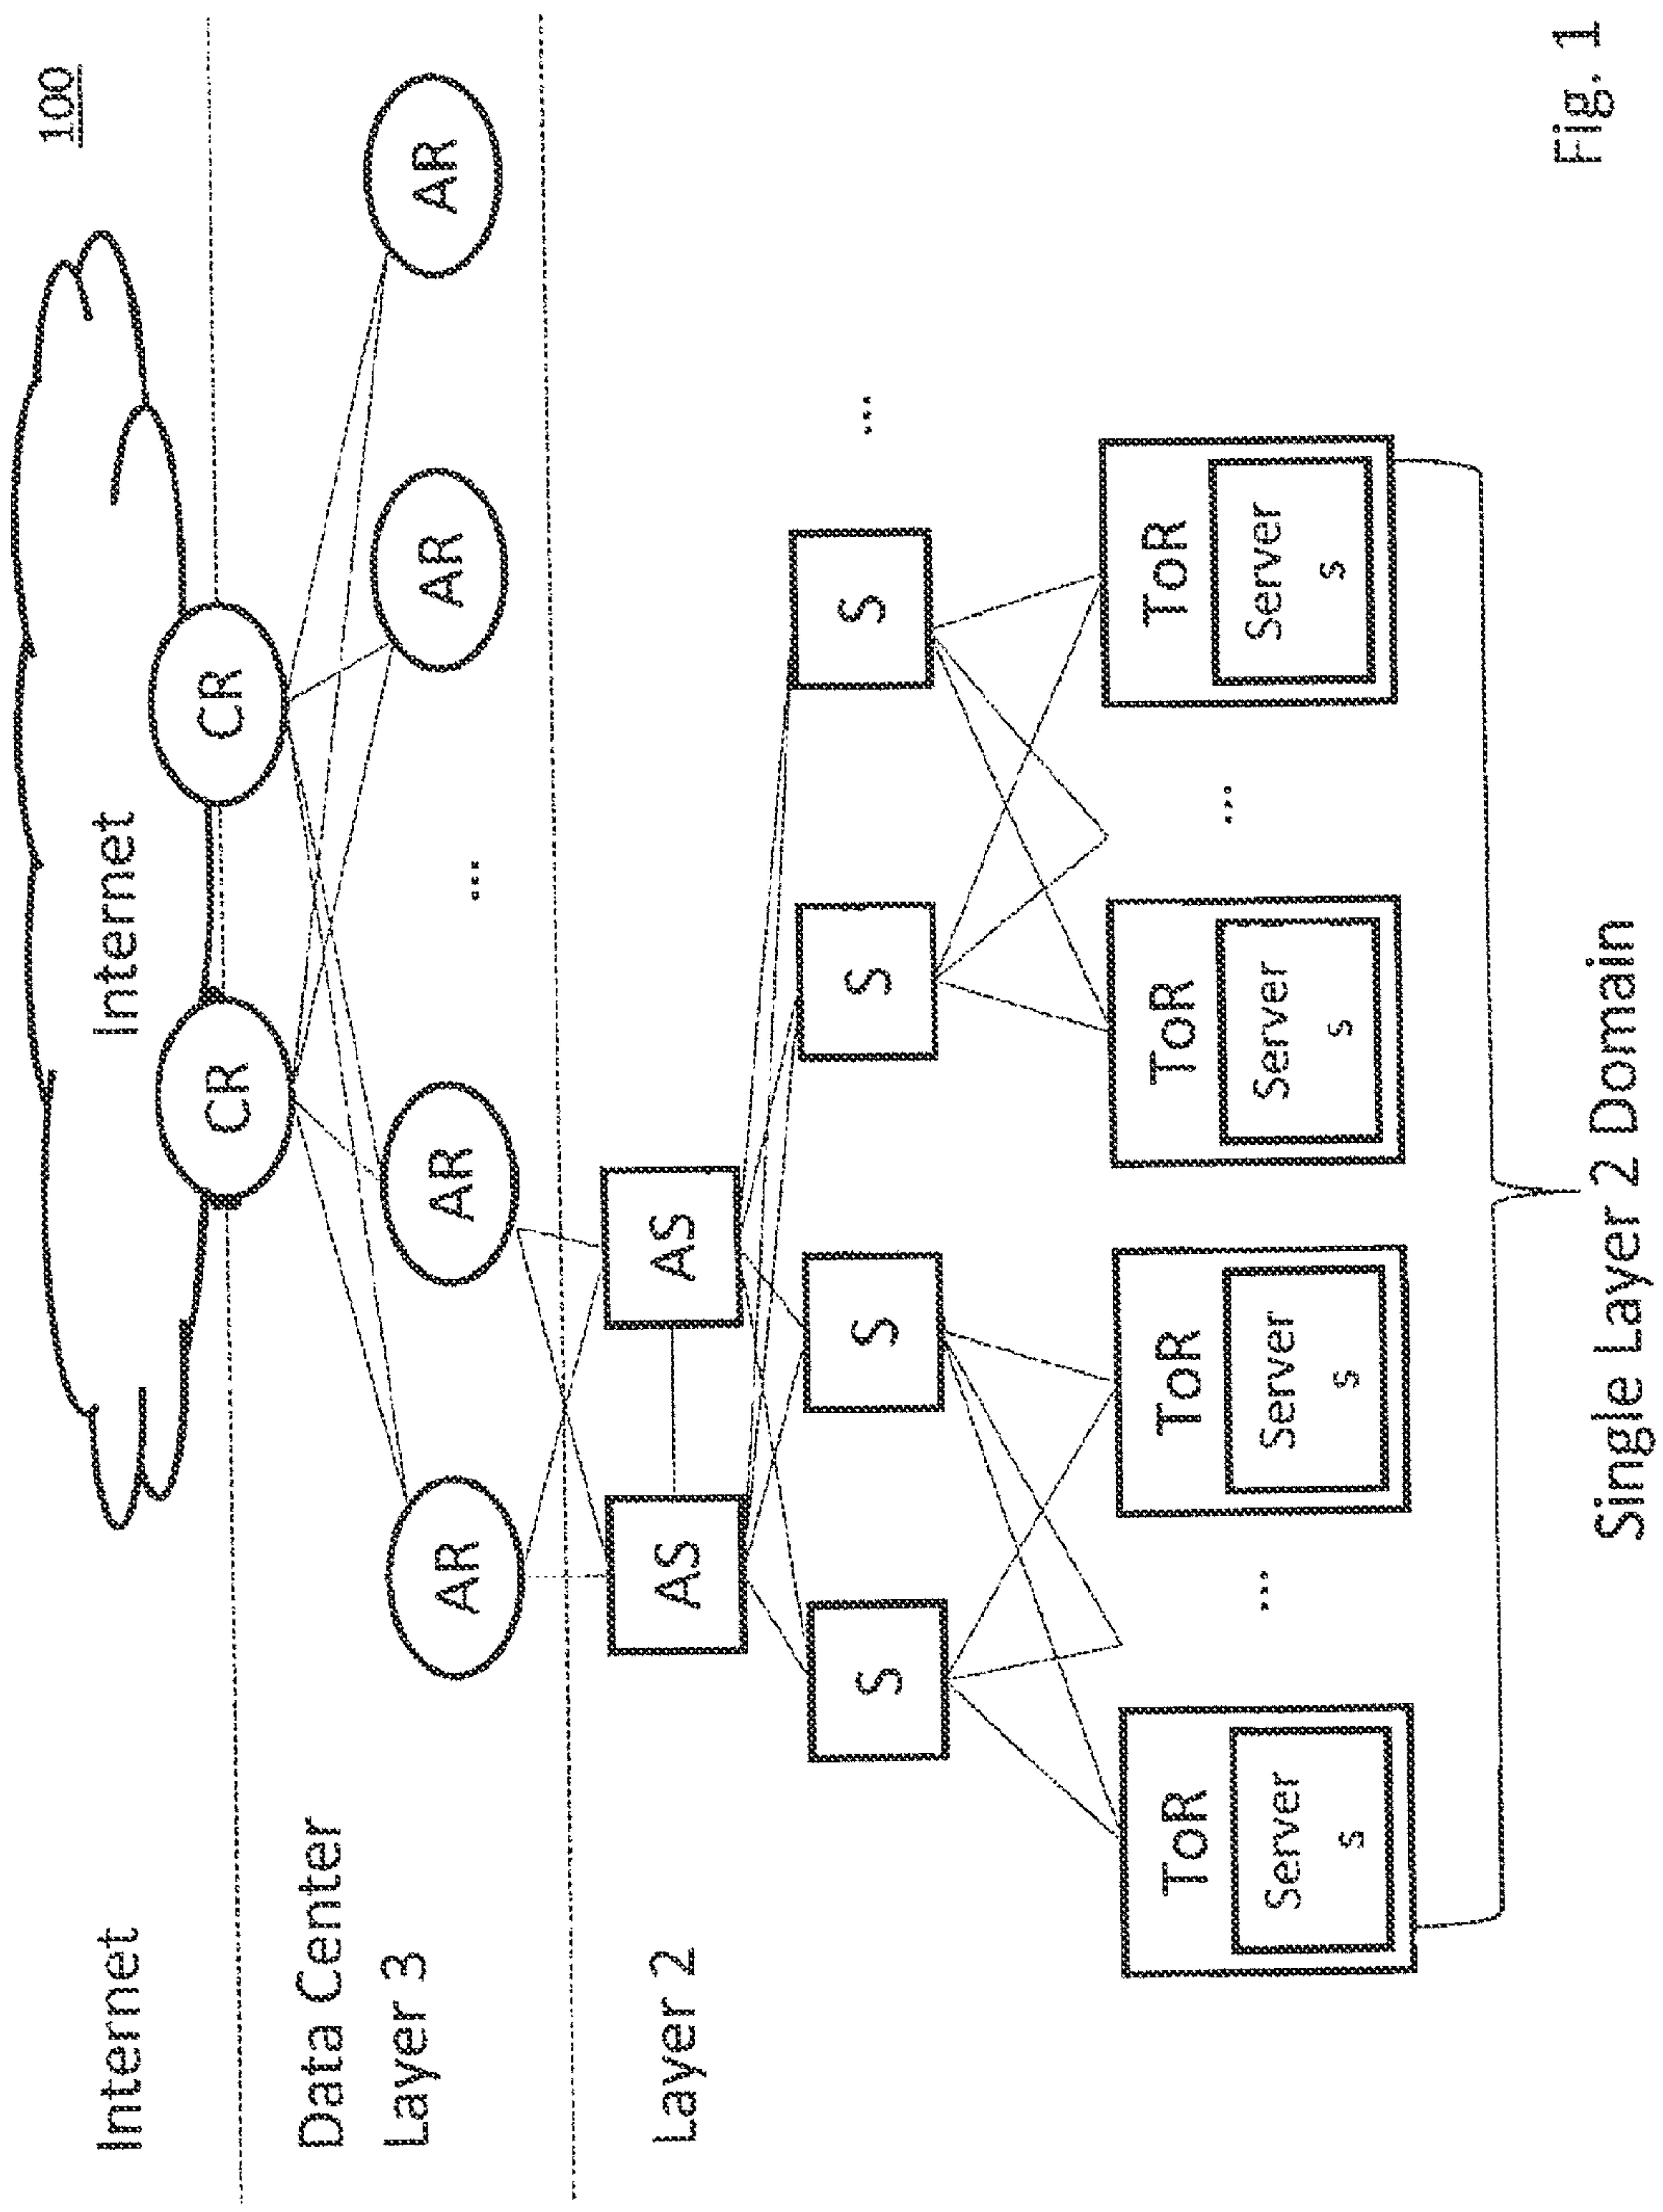 100
Internet
Internet
CR
CR
Data Center
Layer 3
AR
AR
...
AR
AR
Layer 2
AS
AS
S
S
S
S
...
ToR
Server
s
...
ToR
Server
s
ToR
Server
s
...
ToR
Server
s
Single Layer 2 Domain
Fig. 1